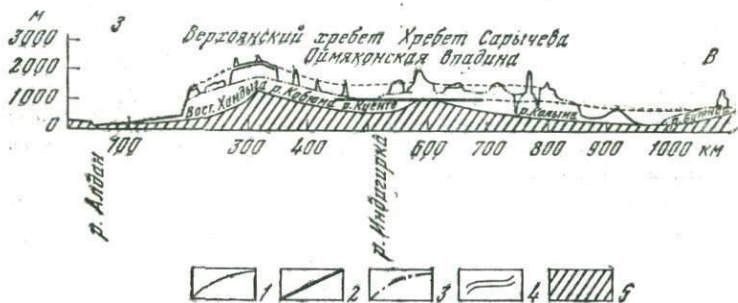 м
З
В
3000
2000
1000
0
Верхоянский хребет Хребет Сарычева
Оймяконская впадина
Вост. Хандыга
р. Кобюма
р. Куенте
р. Колыма
100 300 400 600 700 800 900 1000 км
р. Алдан
р. Индигирка
1 2 3 4 5